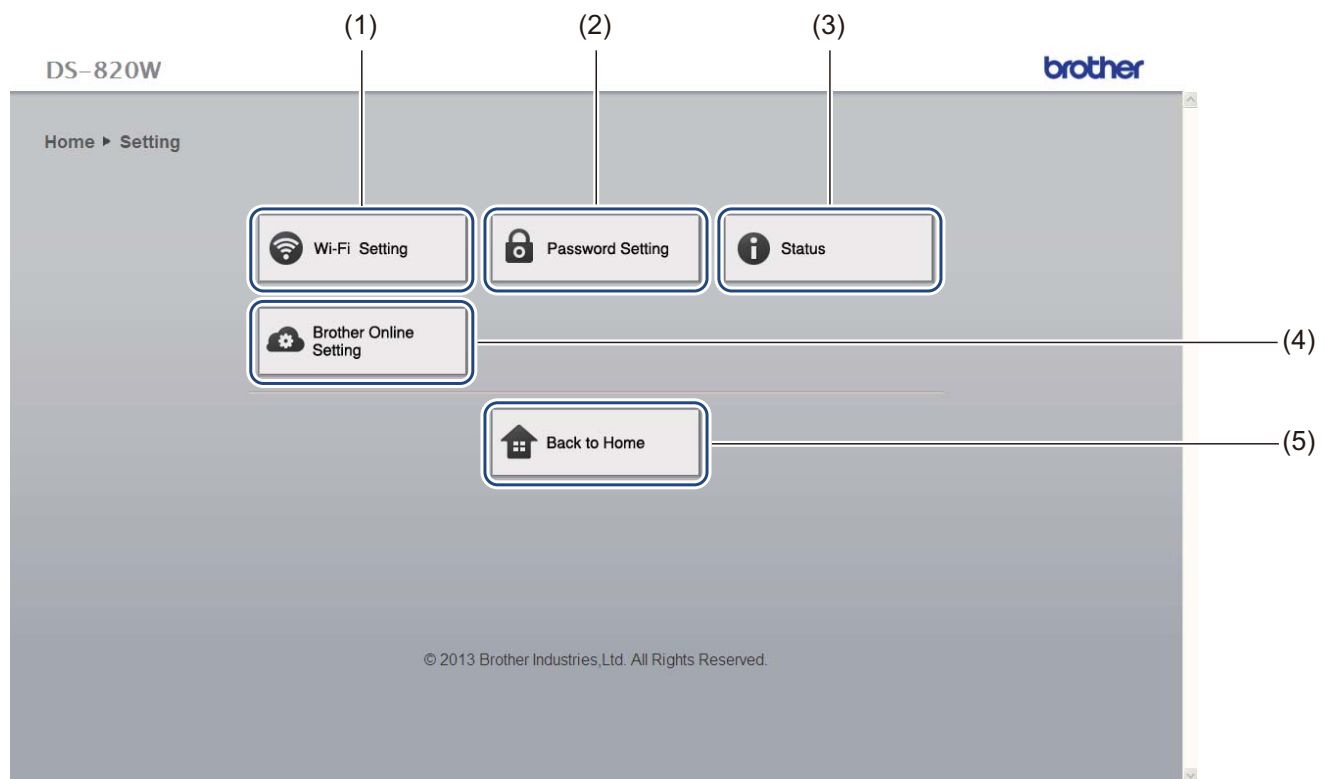 (1) (2) (3)
DS-820W brother
Home ▶ Setting
Wi-Fi Setting Password Setting Status
Brother Online
Setting
(4)
Back to Home (5)
© 2013 Brother Industries,Ltd. All Rights Reserved.